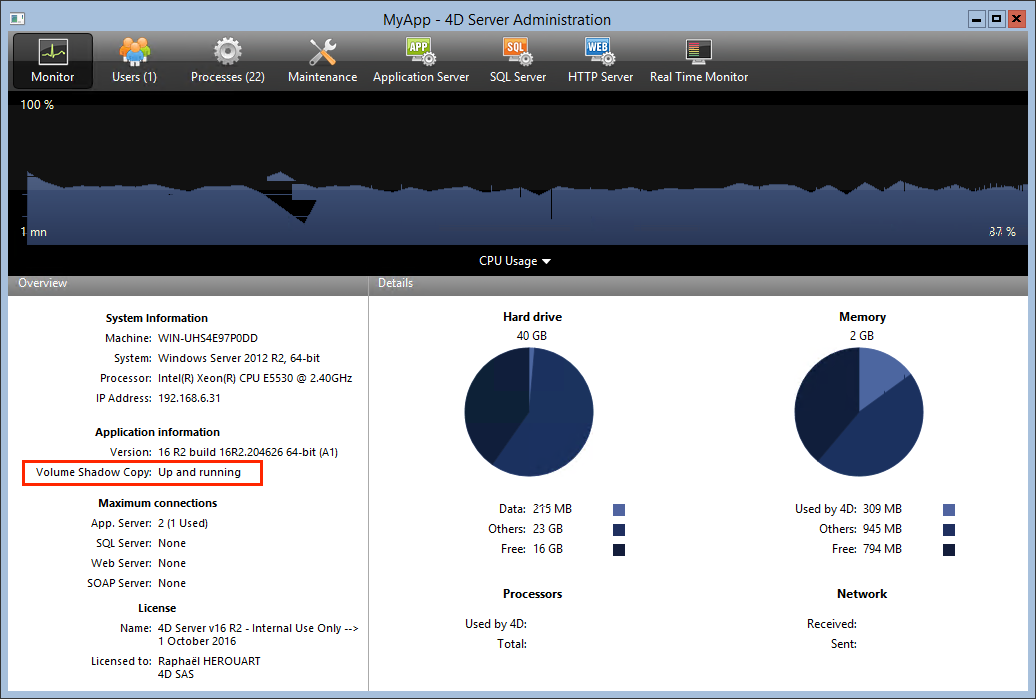 MyApp - 4D Server Administration
Monitor
Users (1)
Processes (22)
Maintenance
APP
Application Server
SQL
SQL Server
WEB
HTTP Server
Real Time Monitor
100 %
1 mn
37 %
CPU Usage
Overview
Details
System Information
Machine: WIN-UHS4E97P0DD
System: Windows Server 2012 R2, 64-bit
Processor: Intel(R) Xeon(R) CPU E5530 @ 2.40GHz
IP Address: 192.168.6.31
Application information
Version: 16 R2 build 16R2.204626 64-bit (A1)
Volume Shadow Copy: Up and running
Maximum connections
App. Server: 2 (1 Used)
SQL Server: None
Web Server: None
SOAP Server: None
License
Name: 4D Server v16 R2 - Internal Use Only -->
1 October 2016
Licensed to: Raphaël HEROUART
4D SAS
Hard drive
40 GB
Data: 215 MB
Others: 23 GB
Free: 16 GB
Processors
Used by 4D:
Total:
Memory
2 GB
Used by 4D: 309 MB
Others: 945 MB
Free: 794 MB
Network
Received:
Sent: